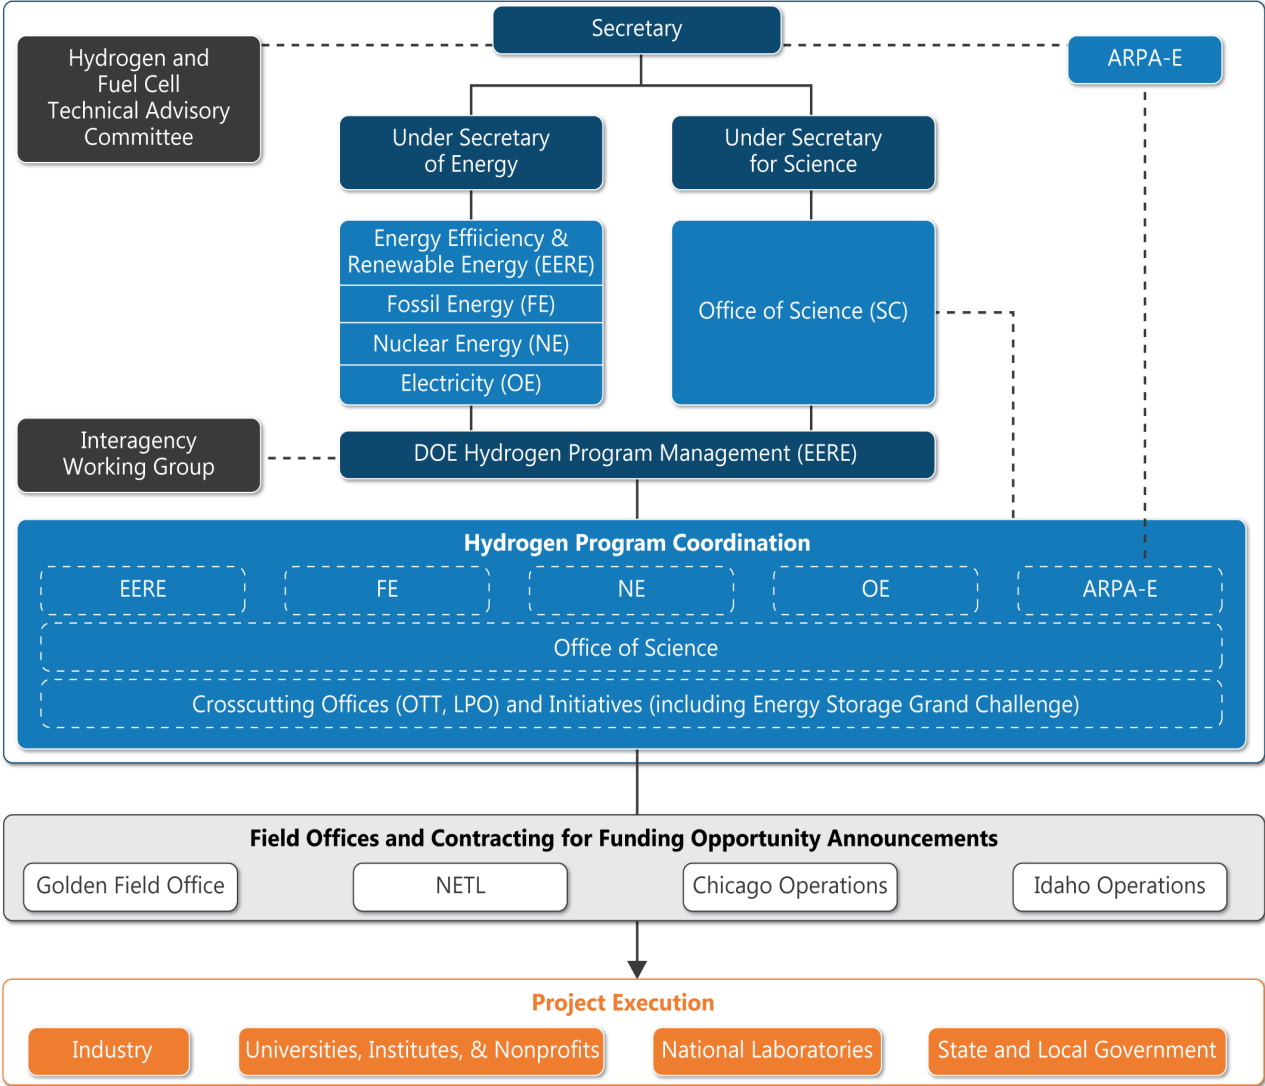 Secretary
Hydrogen and
Fuel Cell
Technical Advisory
Committee
ARPA-E
Under Secretary
of Energy
Under Secretary
for Science
Energy Effiiciency &
Renewable Energy (EERE)
Fossil Energy (FE)
Nuclear Energy (NE)
Electricity (OE)
Office of Science (SC)
Interagency
Working Group
DOE Hydrogen Program Management (EERE)
Hydrogen Program Coordination
EERE
FE
NE
OE
ARPA-E
Office of Science
Crosscutting Offices (OTT, LPO) and Initiatives (including Energy Storage Grand Challenge)
Field Offices and Contracting for Funding Opportunity Announcements
Golden Field Office
NETL
Chicago Operations
Idaho Operations
Project Execution
Industry
Universities, Institutes, & Nonprofits
National Laboratories
State and Local Government